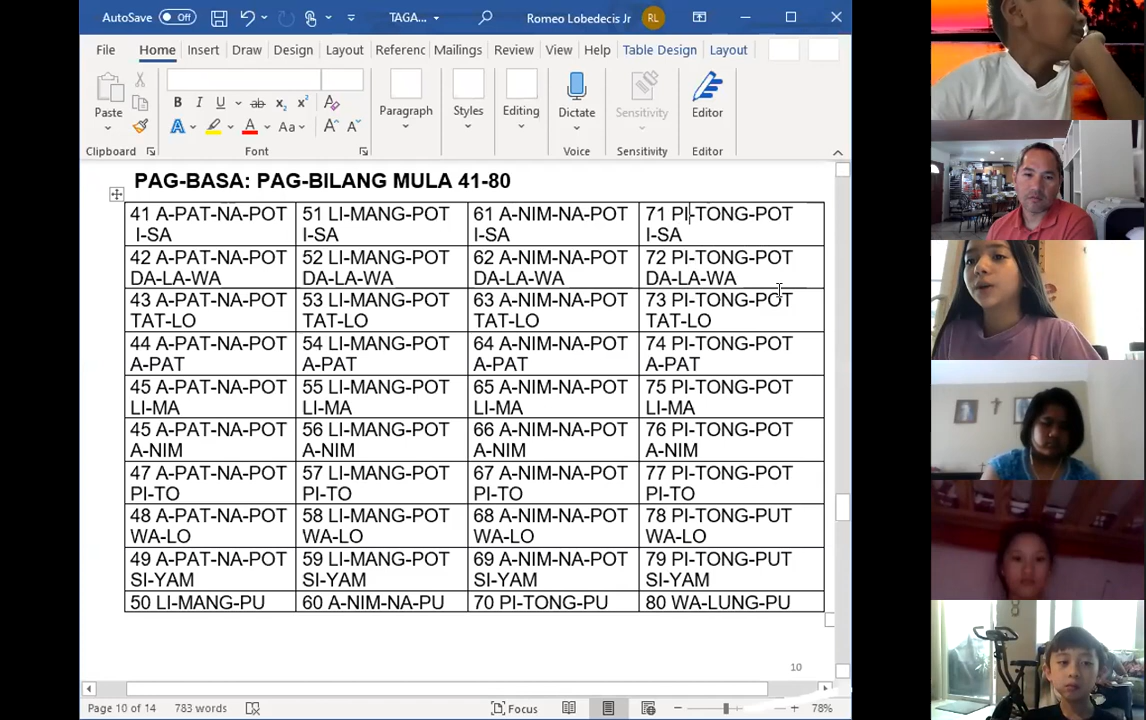 AutoSave Off TAGA... Romeo Lobedecis Jr RL
File Home Insert Draw Design Layout Referenc Mailings Review View Help Table Design Layout
Paste B I U ab x₂ x² A
A A Aa A A
Paragraph Styles Editing Dictate Sensitivity Editor
Clipboard Font Voice Sensitivity Editor
PAG-BASA: PAG-BILANG MULA 41-80
41 A-PAT-NA-POT I-SA 51 LI-MANG-POT I-SA 61 A-NIM-NA-POT I-SA 71 PI-TONG-POT I-SA
42 A-PAT-NA-POT DA-LA-WA 52 LI-MANG-POT DA-LA-WA 62 A-NIM-NA-POT DA-LA-WA 72 PI-TONG-POT DA-LA-WA
43 A-PAT-NA-POT TAT-LO 53 LI-MANG-POT TAT-LO 63 A-NIM-NA-POT TAT-LO 73 PI-TONG-POT TAT-LO
44 A-PAT-NA-POT A-PAT 54 LI-MANG-POT A-PAT 64 A-NIM-NA-POT A-PAT 74 PI-TONG-POT A-PAT
45 A-PAT-NA-POT LI-MA 55 LI-MANG-POT LI-MA 65 A-NIM-NA-POT LI-MA 75 PI-TONG-POT LI-MA
45 A-PAT-NA-POT A-NIM 56 LI-MANG-POT A-NIM 66 A-NIM-NA-POT A-NIM 76 PI-TONG-POT A-NIM
47 A-PAT-NA-POT PI-TO 57 LI-MANG-POT PI-TO 67 A-NIM-NA-POT PI-TO 77 PI-TONG-POT PI-TO
48 A-PAT-NA-POT WA-LO 58 LI-MANG-POT WA-LO 68 A-NIM-NA-POT WA-LO 78 PI-TONG-PUT WA-LO
49 A-PAT-NA-POT SI-YAM 59 LI-MANG-POT SI-YAM 69 A-NIM-NA-POT SI-YAM 79 PI-TONG-PUT SI-YAM
50 LI-MANG-PU 60 A-NIM-NA-PU 70 PI-TONG-PU 80 WA-LUNG-PU
10
Page 10 of 14 783 words Focus 78%